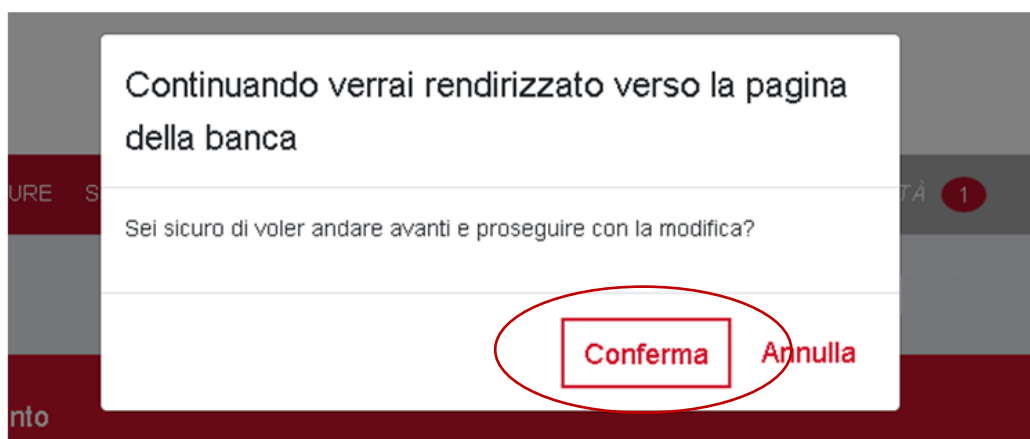 Continuando verrai rendirizzato verso la pagina
della banca
URE S
TÀ 1
Sei sicuro di voler andare avanti e proseguire con la modifica?
Conferma Annulla
nto